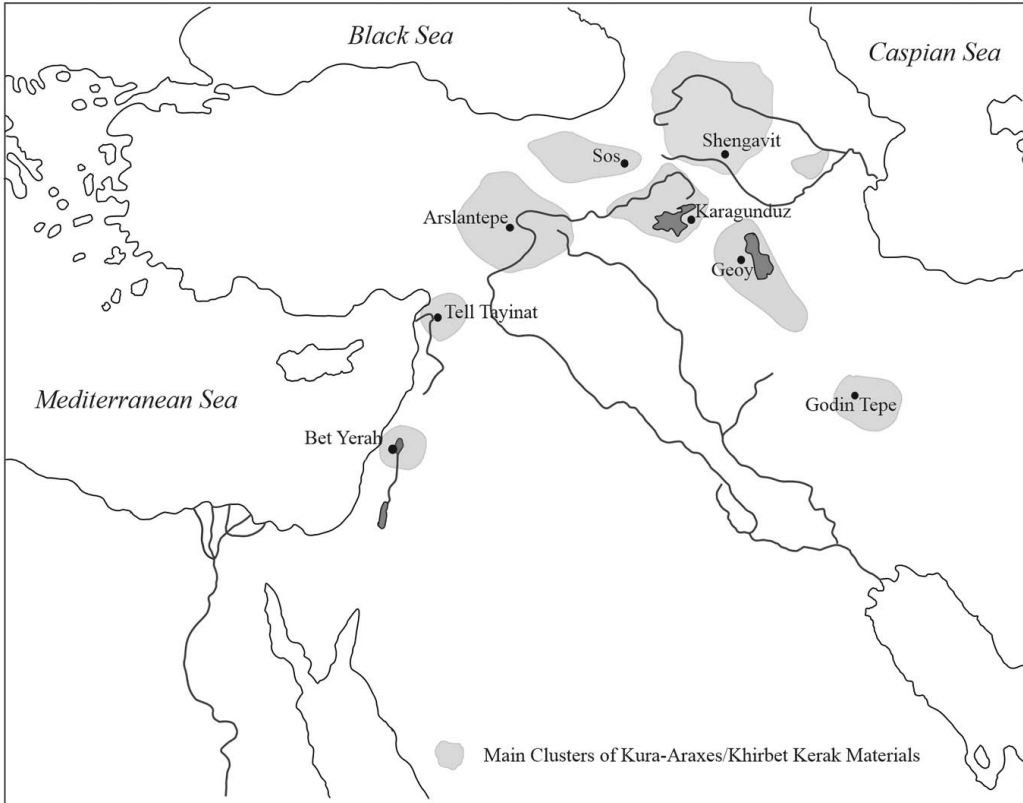 Black Sea
Caspian Sea
Shengavit
Sos
Karagunduz
Arslantepe
Geoy
Tell Tayinat
Mediterranean Sea
Godin Tepe
Bet Yerah
Main Clusters of Kura-Araxes/Khirbet Kerak Materials